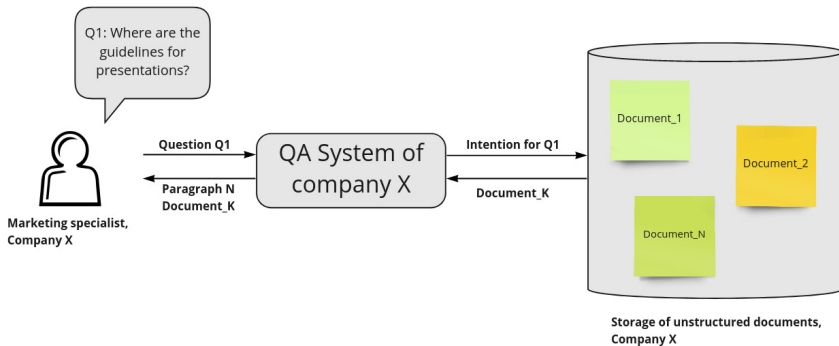 Q1: Where are the
guidelines for
presentations?
Question Q1
Paragraph N
Document_K
Marketing specialist,
Company X
QA System of
company X
Intention for Q1
Document_K
Document_1
Document_2
Document_N
Storage of unstructured documents,
Company X